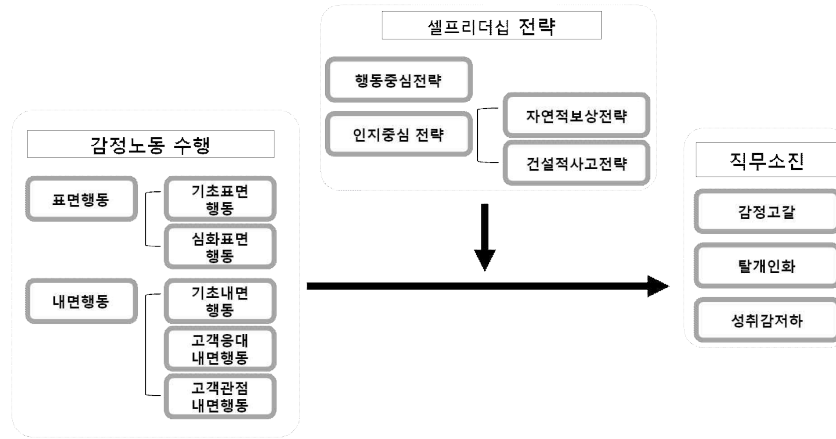 셀프리더십 전략
행동중심전략
인지중심 전략
자연적보상전략
건설적사고전략
감정노동 수행
표면행동
기초표면
행동
심화표면
행동
내면행동
기초내면
행동
고객응대
내면행동
고객관점
내면행동
직무소진
감정고갈
탈개인화
성취감저하